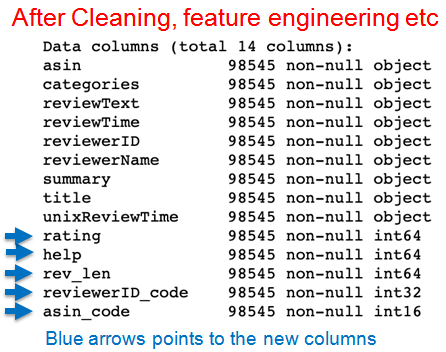 After Cleaning, feature engineering etc
Data columns (total 14 columns):
asin 98545 non-null object
categories 98545 non-null object
reviewText 98545 non-null object
reviewTime 98545 non-null object
reviewerID 98545 non-null object
reviewerName 98545 non-null object
summary 98545 non-null object
title 98545 non-null object
unixReviewTime 98545 non-null object
rating 98545 non-null int64
help 98545 non-null int64
rev_len 98545 non-null int64
reviewerID_code 98545 non-null int32
asin_code 98545 non-null int16
Blue arrows points to the new columns